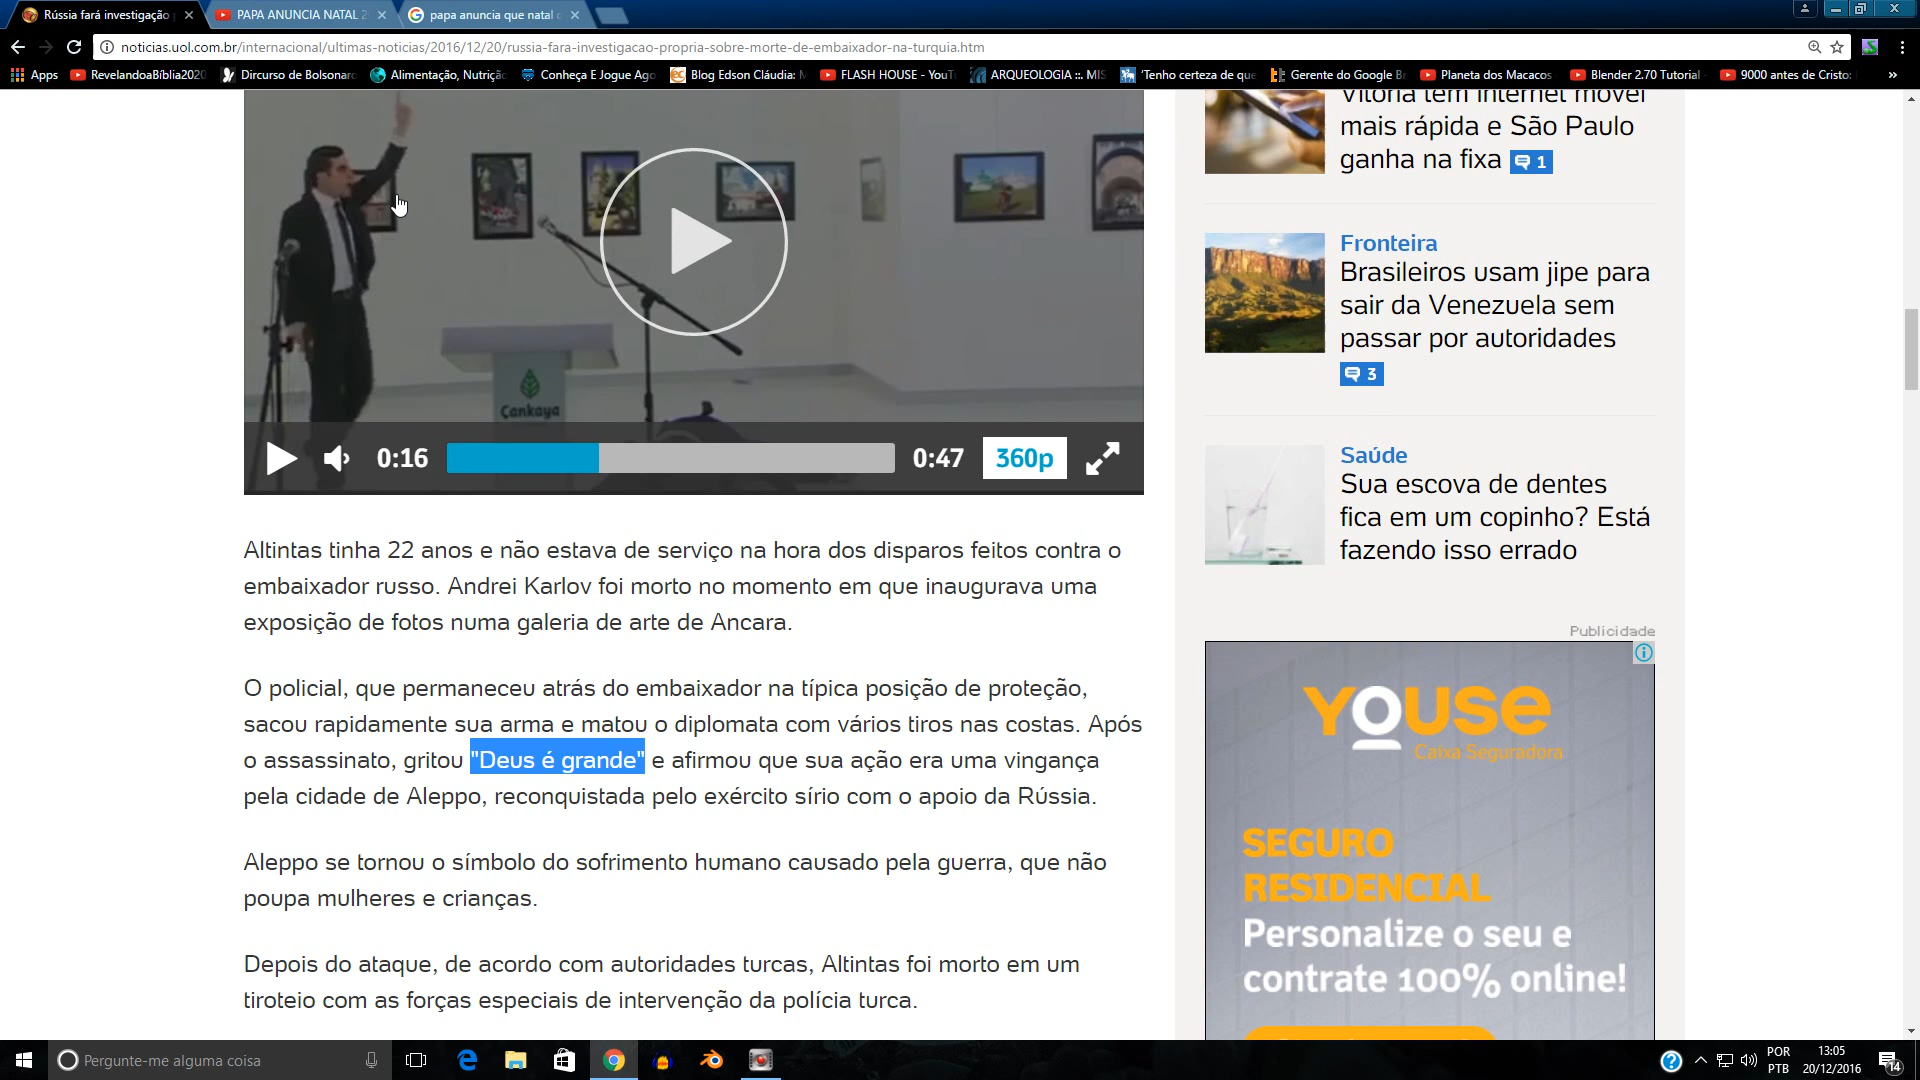 Rússia fará investigação
PAPA ANUNCIA NATAL 2
papa anuncia que natal
noticias.uol.com.br/internacional/ultimas-noticias/2016/12/20/russia-fara-investigacao-propria-sobre-morte-de-embaixador-na-turquia.htm
Apps RevelandoaBíblia2020 Dircurso de Bolsonaro Alimentação, Nutriçã Conheça E Jogue Ago Blog Edson Cláudia: FLASH HOUSE - YouT ARQUEOLOGIA ::. MIS 'Tenho certeza de que Gerente do Google Br Planeta dos Macacos Blender 2.70 Tutorial 9000 antes de Cristo: »
Vitória tem internet móvel
mais rápida e São Paulo
ganha na fixa 1
Fronteira
Brasileiros usam jipe para
sair da Venezuela sem
passar por autoridades
3
Çankaya
0:16 0:47 360p
Saúde
Sua escova de dentes
fica em um copinho? Está
fazendo isso errado
Altintas tinha 22 anos e não estava de serviço na hora dos disparos feitos contra o
embaixador russo. Andrei Karlov foi morto no momento em que inaugurava uma
exposição de fotos numa galeria de arte de Ancara.
O policial, que permaneceu atrás do embaixador na típica posição de proteção,
sacou rapidamente sua arma e matou o diplomata com vários tiros nas costas. Após
o assassinato, gritou "Deus é grande" e afirmou que sua ação era uma vingança
pela cidade de Aleppo, reconquistada pelo exército sírio com o apoio da Rússia.
Aleppo se tornou o símbolo do sofrimento humano causado pela guerra, que não
poupa mulheres e crianças.
Depois do ataque, de acordo com autoridades turcas, Altintas foi morto em um
tiroteio com as forças especiais de intervenção da polícia turca.
Publicidade
YOUSE
Caixa Seguradora
SEGURO
RESIDENCIAL
Personalize o seu e
contrate 100% online!
Pergunte-me alguma coisa
POR
PTB
13:05
20/12/2016
14